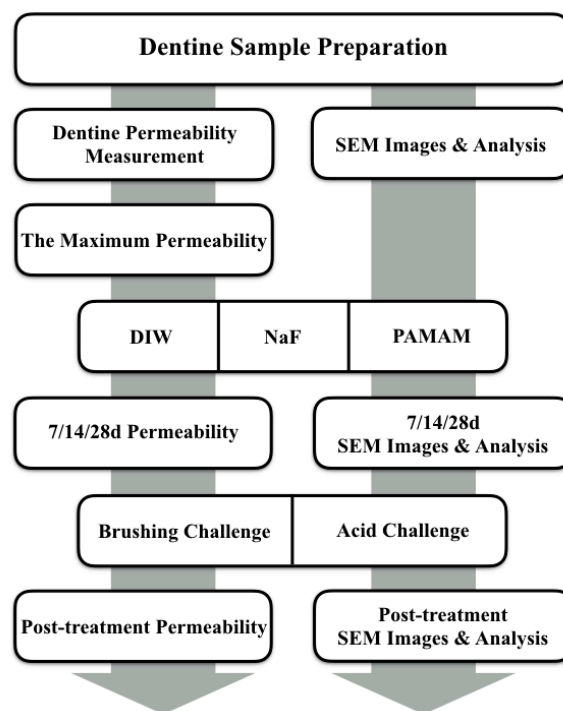 Dentine Sample Preparation
Dentine Permeability
Measurement
SEM Images & Analysis
The Maximum Permeability
DIW
NaF
PAMAM
7/14/28d Permeability
7/14/28d
SEM Images & Analysis
Brushing Challenge
Acid Challenge
Post-treatment Permeability
Post-treatment
SEM Images & Analysis